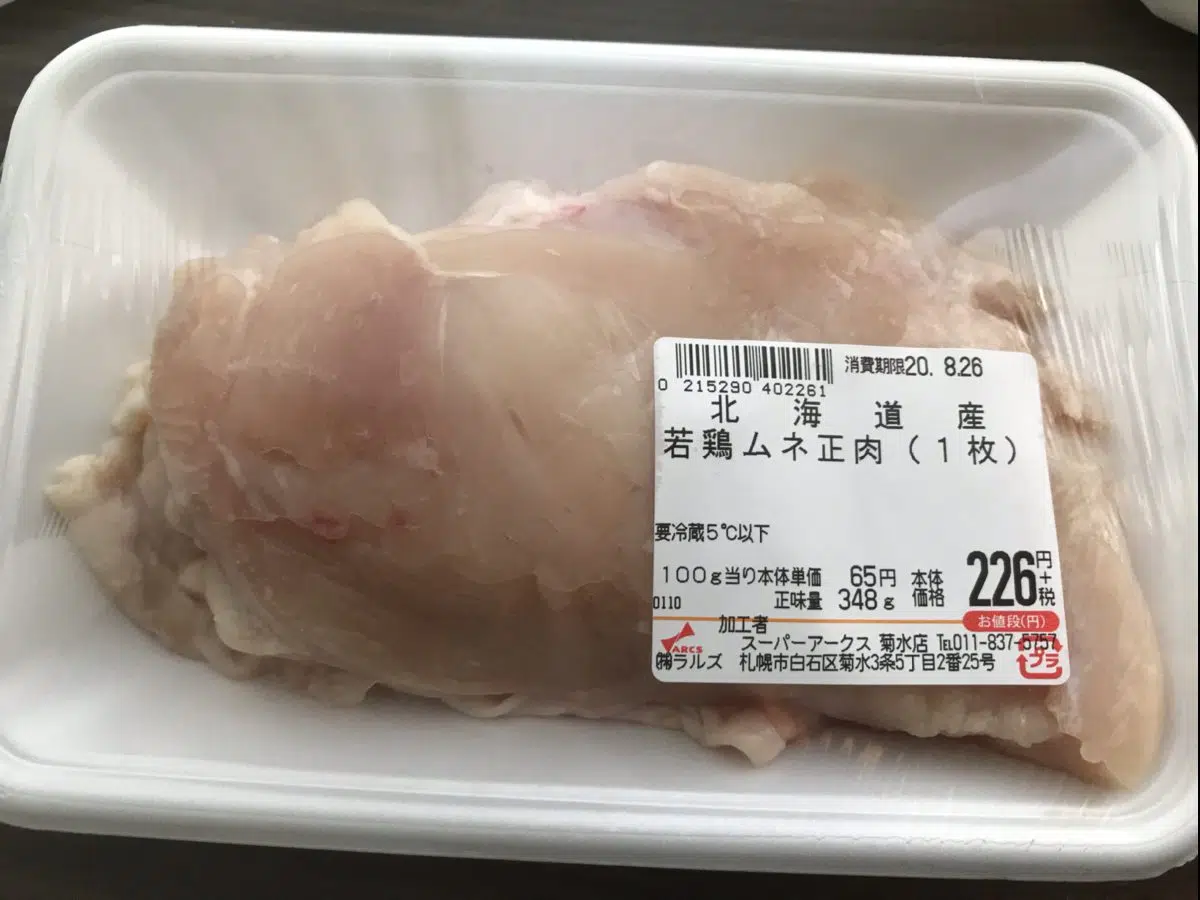 消費期限20. 8.26
0 215290 402261
北海道産
若鶏ムネ正肉(1枚)
要冷蔵5℃以下
100g当り本体単価 65円 本体価格 226円+税
0110 正味量 348g
お値段(円)
加工者
ARCS スーパーアークス 菊水店 ℡011-837-5757
㈱ラルズ 札幌市白石区菊水3条5丁目2番25号
プラ